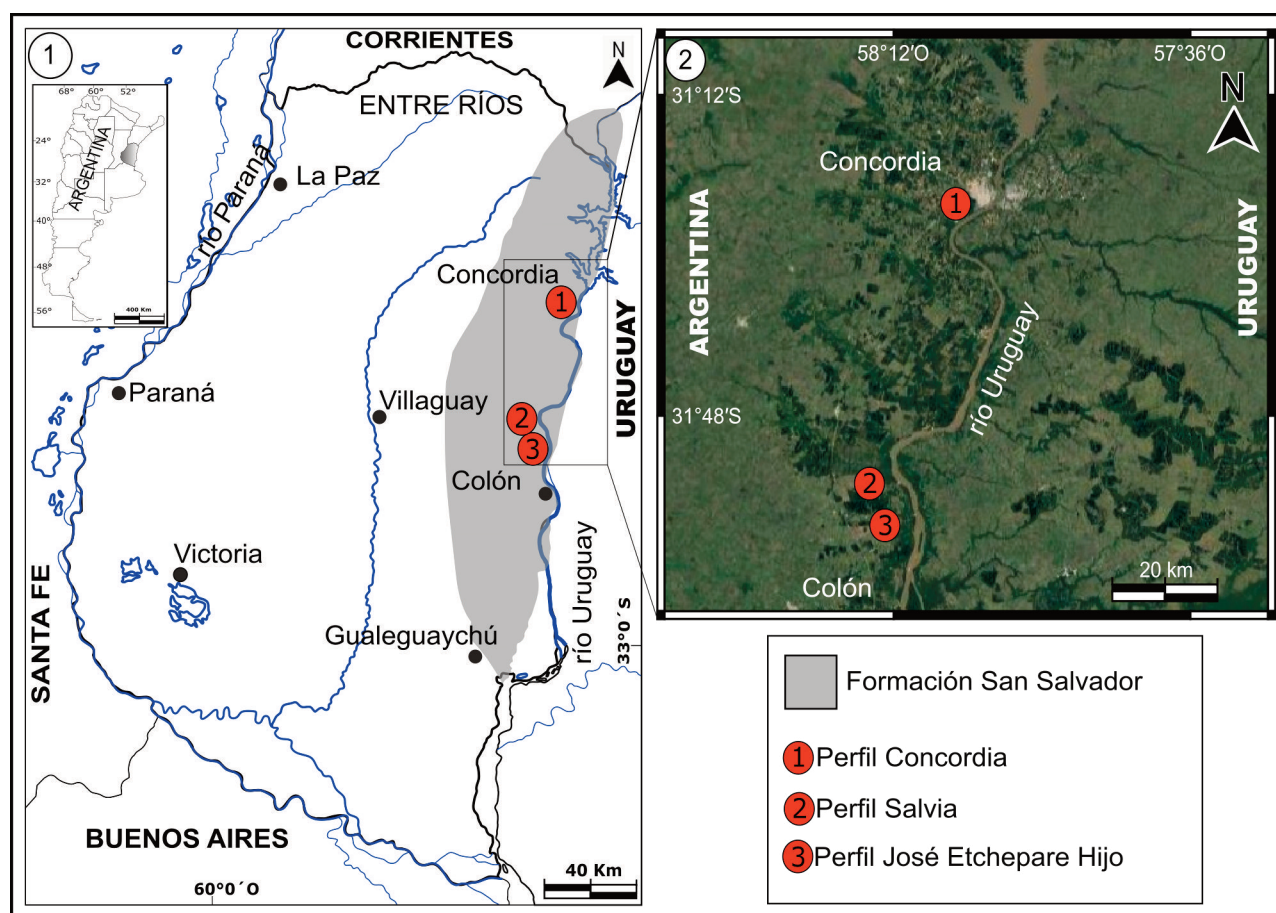 1
68° 60° 52°
24°
32°
40°
48°
56°
ARGENTINA
400 Km
CORRIENTES
N
ENTRE RÍOS
La Paz
río Paraná
Concordia
1
URUGUAY
Paraná
Villaguay
2
3
Colón
Victoria
SANTA FE
Gualeguaychú
río Uruguay
33°0´S
BUENOS AIRES
60°0´O
40 Km
2
58°12'O
57°36'O
31°12'S
N
Concordia
1
ARGENTINA
URUGUAY
río Uruguay
31°48'S
2
3
20 km
Colón
Formación San Salvador
1 Perfil Concordia
2 Perfil Salvia
3 Perfil José Etchepare Hijo